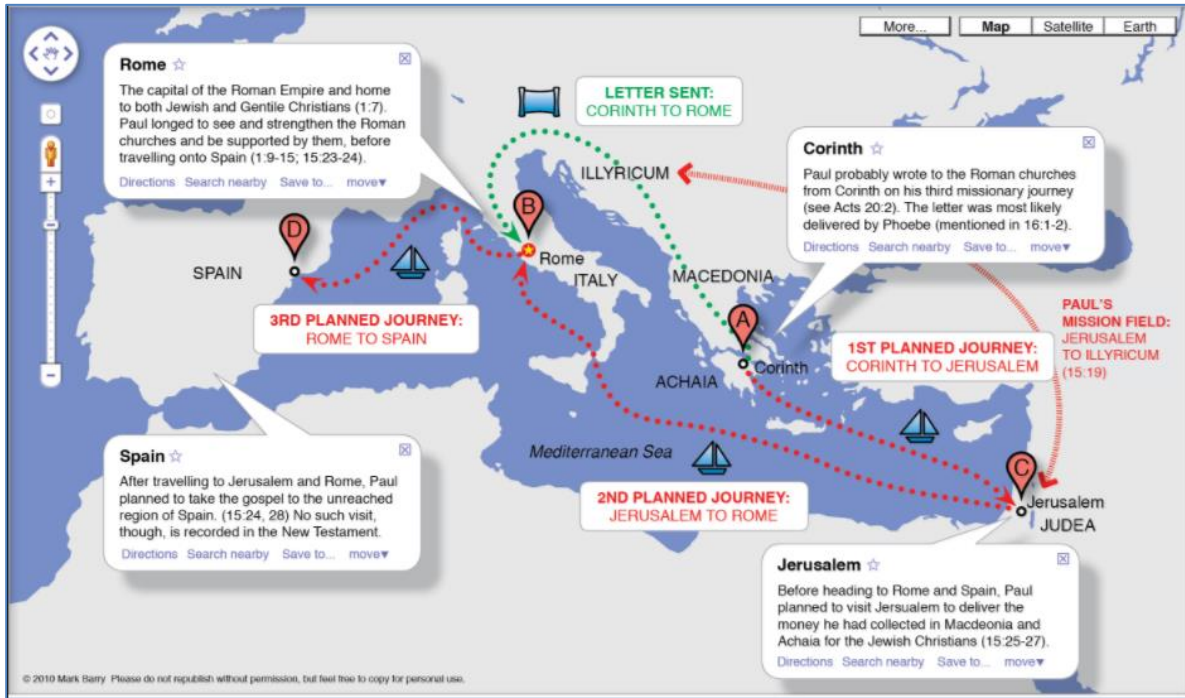 More...
Map
Satellite
Earth
Rome ☆
The capital of the Roman Empire and home
to both Jewish and Gentile Christians (1:7).
Paul longed to see and strengthen the Roman
churches and be supported by them, before
travelling onto Spain (1:9-15; 15:23-24).
Directions Search nearby Save to... move▾
LETTER SENT:
CORINTH TO ROME
Corinth ☆
Paul probably wrote to the Roman churches
from Corinth on his third missionary journey
(see Acts 20:2). The letter was most likely
delivered by Phoebe (mentioned in 16:1-2).
Directions Search nearby Save to... move▾
ILLYRICUM
B
D
Rome
SPAIN
ITALY
MACEDONIA
3RD PLANNED JOURNEY:
ROME TO SPAIN
A
Corinth
ACHAIA
1ST PLANNED JOURNEY:
CORINTH TO JERUSALEM
PAUL'S
MISSION FIELD:
JERUSALEM
TO ILLYRICUM
(15:19)
Mediterranean Sea
Spain ☆
After travelling to Jerusalem and Rome, Paul
planned to take the gospel to the unreached
region of Spain. (15:24, 28) No such visit,
though, is recorded in the New Testament.
Directions Search nearby Save to... move▾
2ND PLANNED JOURNEY:
JERUSALEM TO ROME
C
Jerusalem
JUDEA
Jerusalem ☆
Before heading to Rome and Spain, Paul
planned to visit Jersualem to deliver the
money he had collected in Macdeonia and
Achaia for the Jewish Christians (15:25-27).
Directions Search nearby Save to... move▾
© 2010 Mark Barry Please do not republish without permission, but feel free to copy for personal use.